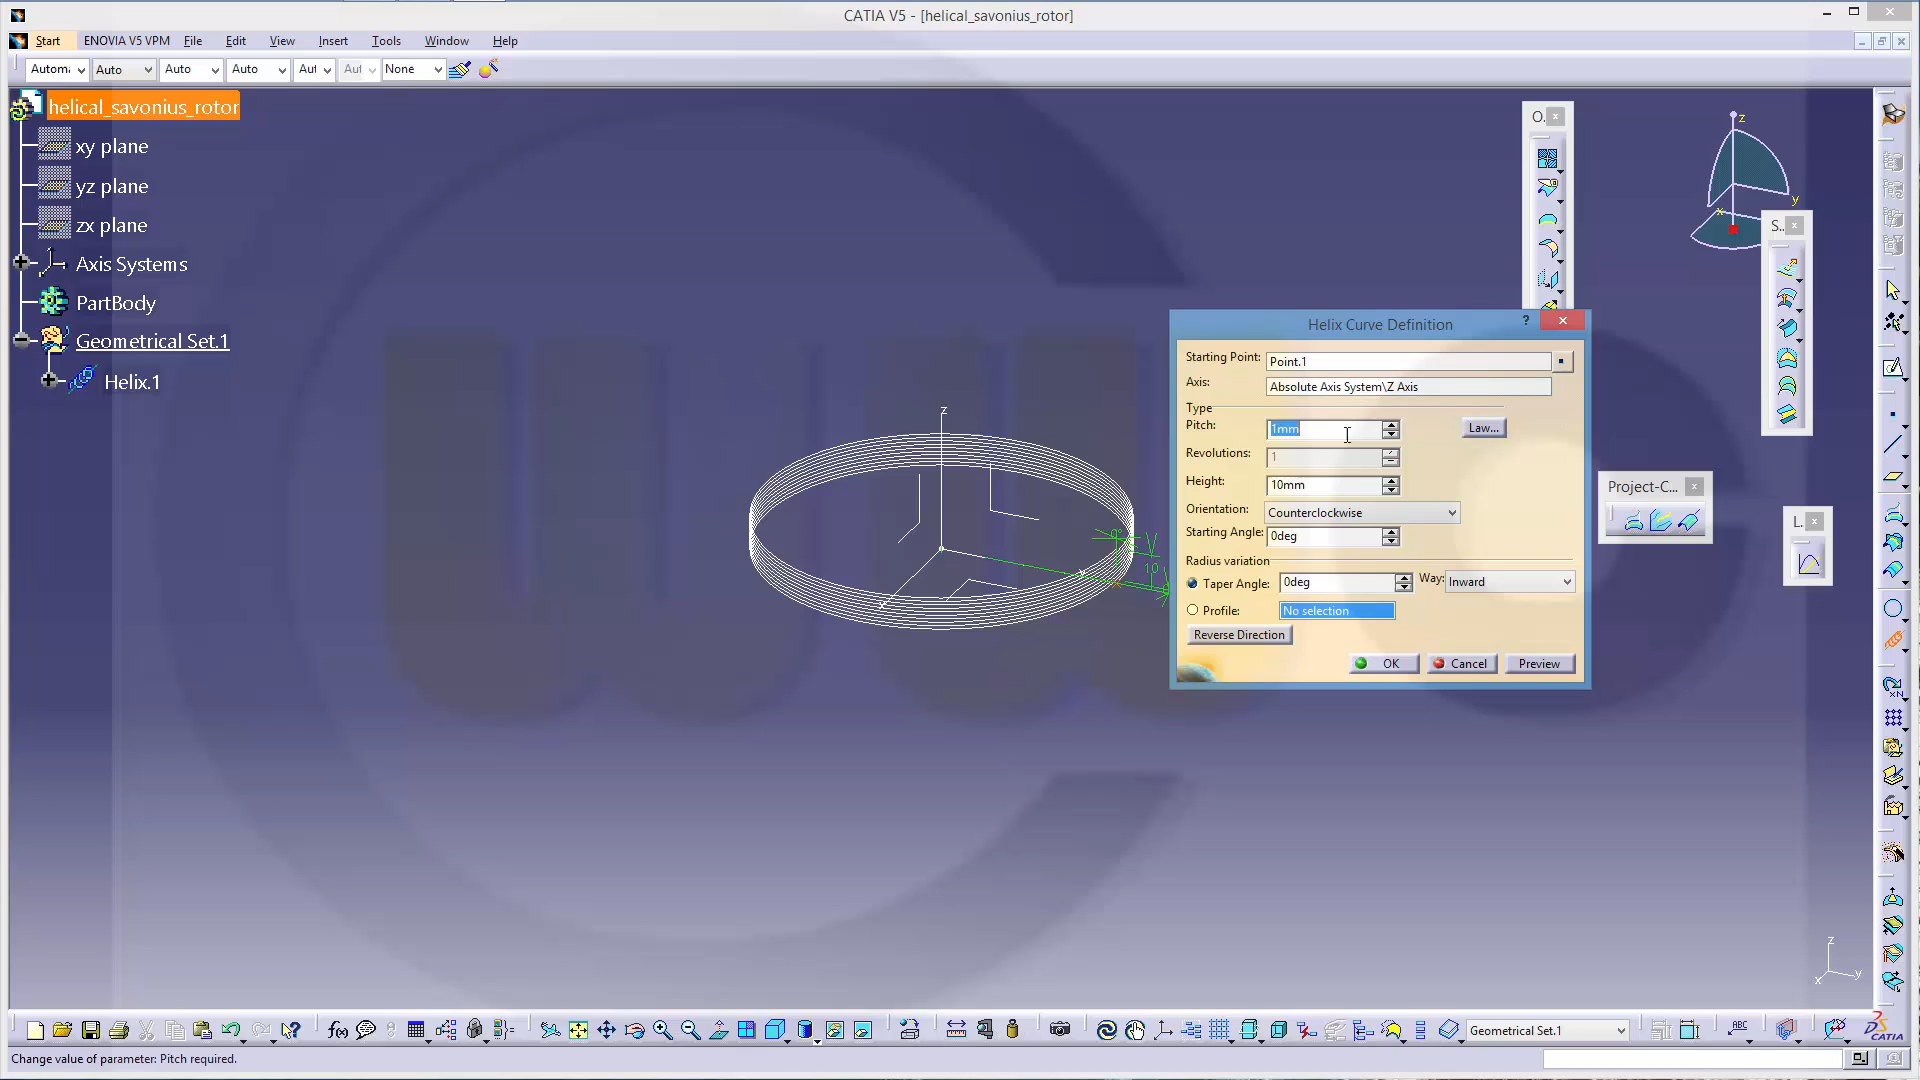 CATIA V5 - [helical_savonius_rotor]
Start ENOVIA V5 VPM File Edit View Insert Tools Window Help
Automa Auto Auto Auto Aut Aut None
helical_savonius_rotor
xy plane
yz plane
zx plane
Axis Systems
PartBody
Geometrical Set.1
Helix.1
z
y
x
O.
S...
Helix Curve Definition
?
Starting Point: Point.1
Axis: Absolute Axis System\Z Axis
Type
Pitch: 1mm Law...
Revolutions: 1
Height: 10mm
Orientation: Counterclockwise
Starting Angle: 0deg
Radius variation
Taper Angle: 0deg Way: Inward
Profile: No selection
Reverse Direction
OK Cancel Preview
Project-C...
L.
z
10
z
y
x
Geometrical Set.1
ABC
CATIA
Change value of parameter: Pitch required.